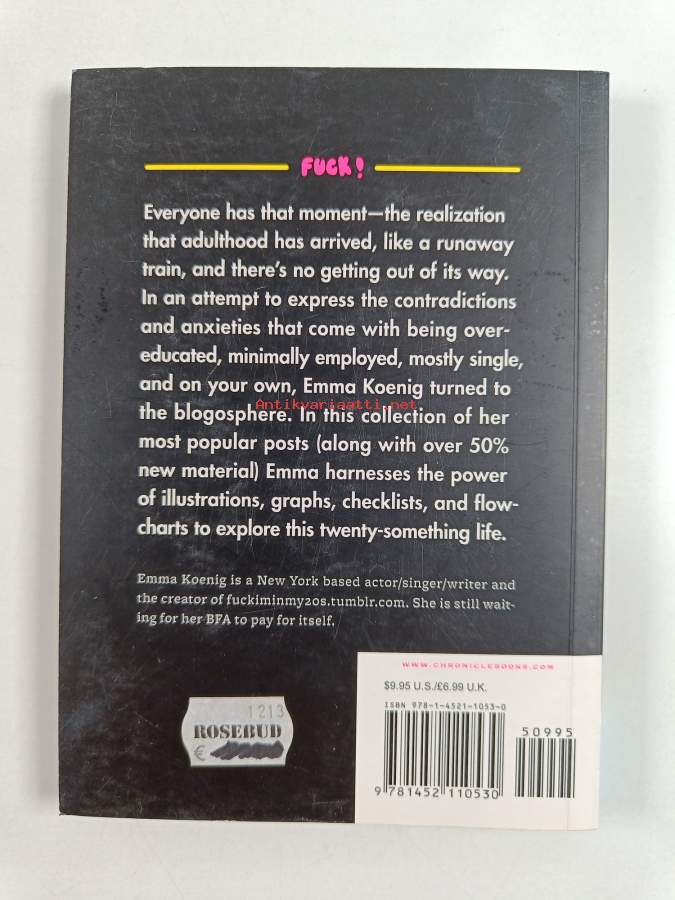 FUCK!
Everyone has that moment—the realization
that adulthood has arrived, like a runaway
train, and there's no getting out of its way.
In an attempt to express the contradictions
and anxieties that come with being over-
educated, minimally employed, mostly single,
and on your own, Emma Koenig turned to
Antikvariaatti.net
the blogosphere. In this collection of her
most popular posts (along with over 50%
new material) Emma harnesses the power
of illustrations, graphs, checklists, and flow-
charts to explore this twenty-something life.
Emma Koenig is a New York based actor/singer/writer and
the creator of fuckiminmy20s.tumblr.com. She is still wait-
ing for her BFA to pay for itself.
WWW.CHRONICLEBOOKS.COM
$9.95 U.S./£6.99 U.K.
ISBN 978-1-4521-1053-0
50995
9 781452 110530
1213
ROSEBUD
€